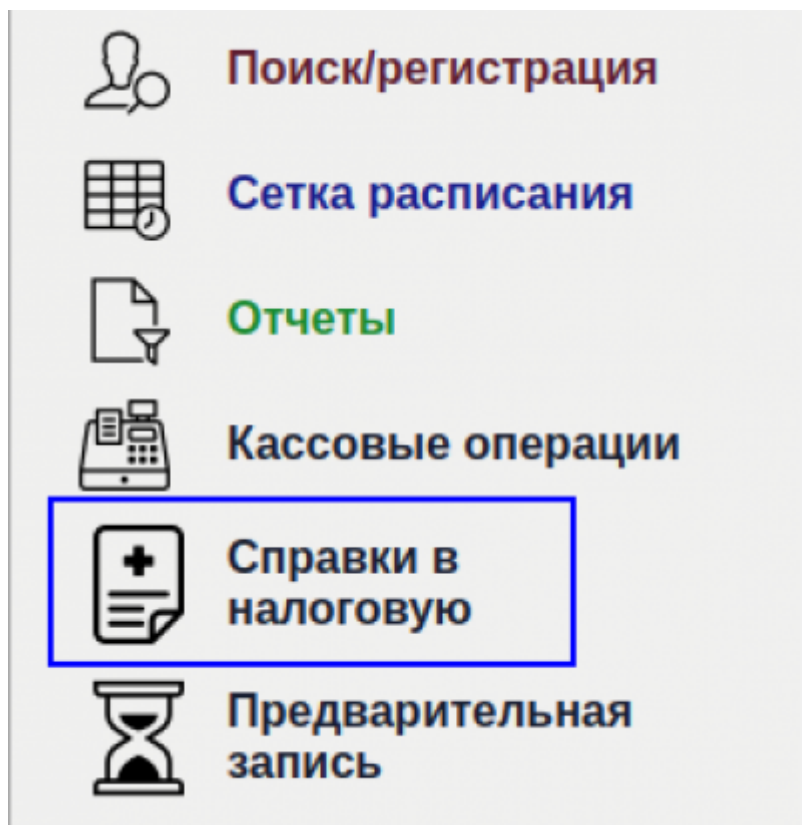 Поиск/регистрация
Сетка расписания
Отчеты
Кассовые операции
Справки в
налоговую
Предварительная
запись